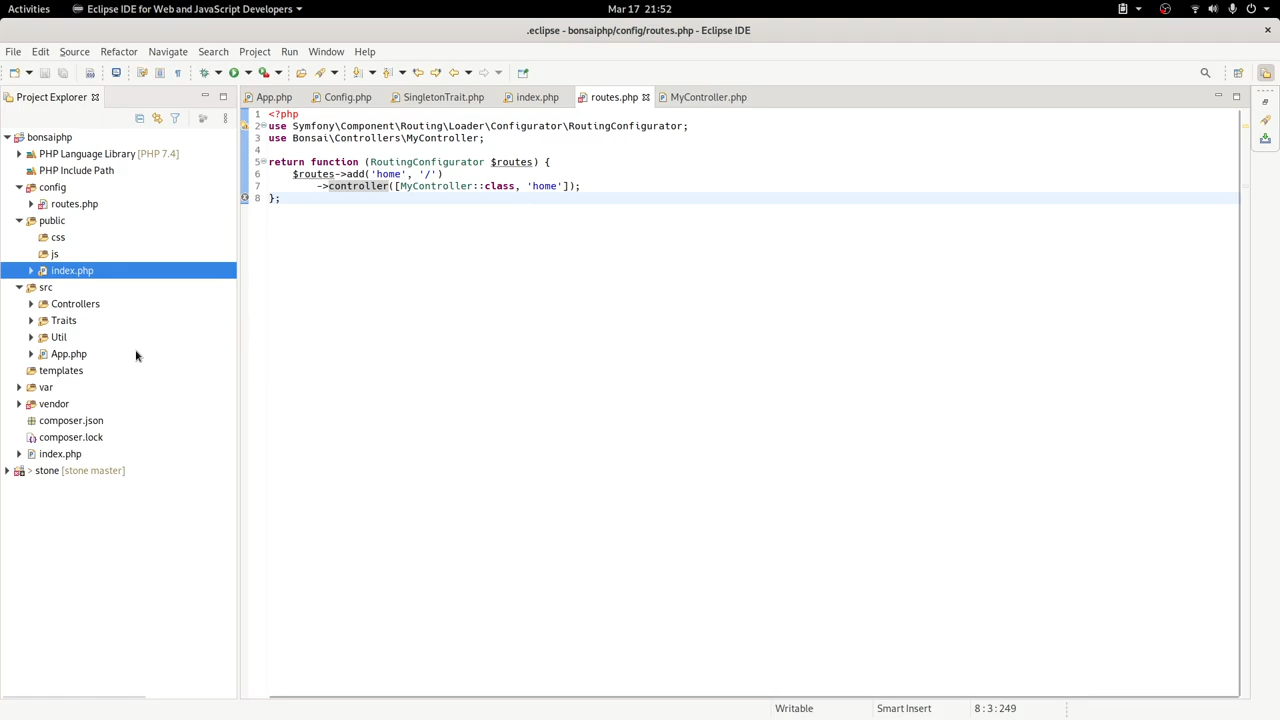 Activities
Eclipse IDE for Web and JavaScript Developers
Mar 17 21:52
.eclipse - bonsaiphp/config/routes.php - Eclipse IDE
File Edit Source Refactor Navigate Search Project Run Window Help
Project Explorer
App.php Config.php SingletonTrait.php index.php routes.php MyController.php
bonsaiphp
PHP Language Library [PHP 7.4]
PHP Include Path
config
routes.php
public
css
js
index.php
src
Controllers
Traits
Util
App.php
templates
var
vendor
composer.json
composer.lock
index.php
> stone [stone master]
1 <?php
2 use Symfony\Component\Routing\Loader\Configurator\RoutingConfigurator;
3 use Bonsai\Controllers\MyController;
4
5 return function (RoutingConfigurator $routes) {
6 $routes->add('home', '/')
7 ->controller([MyController::class, 'home']);
8 };
Writable
Smart Insert
8 : 3 : 249